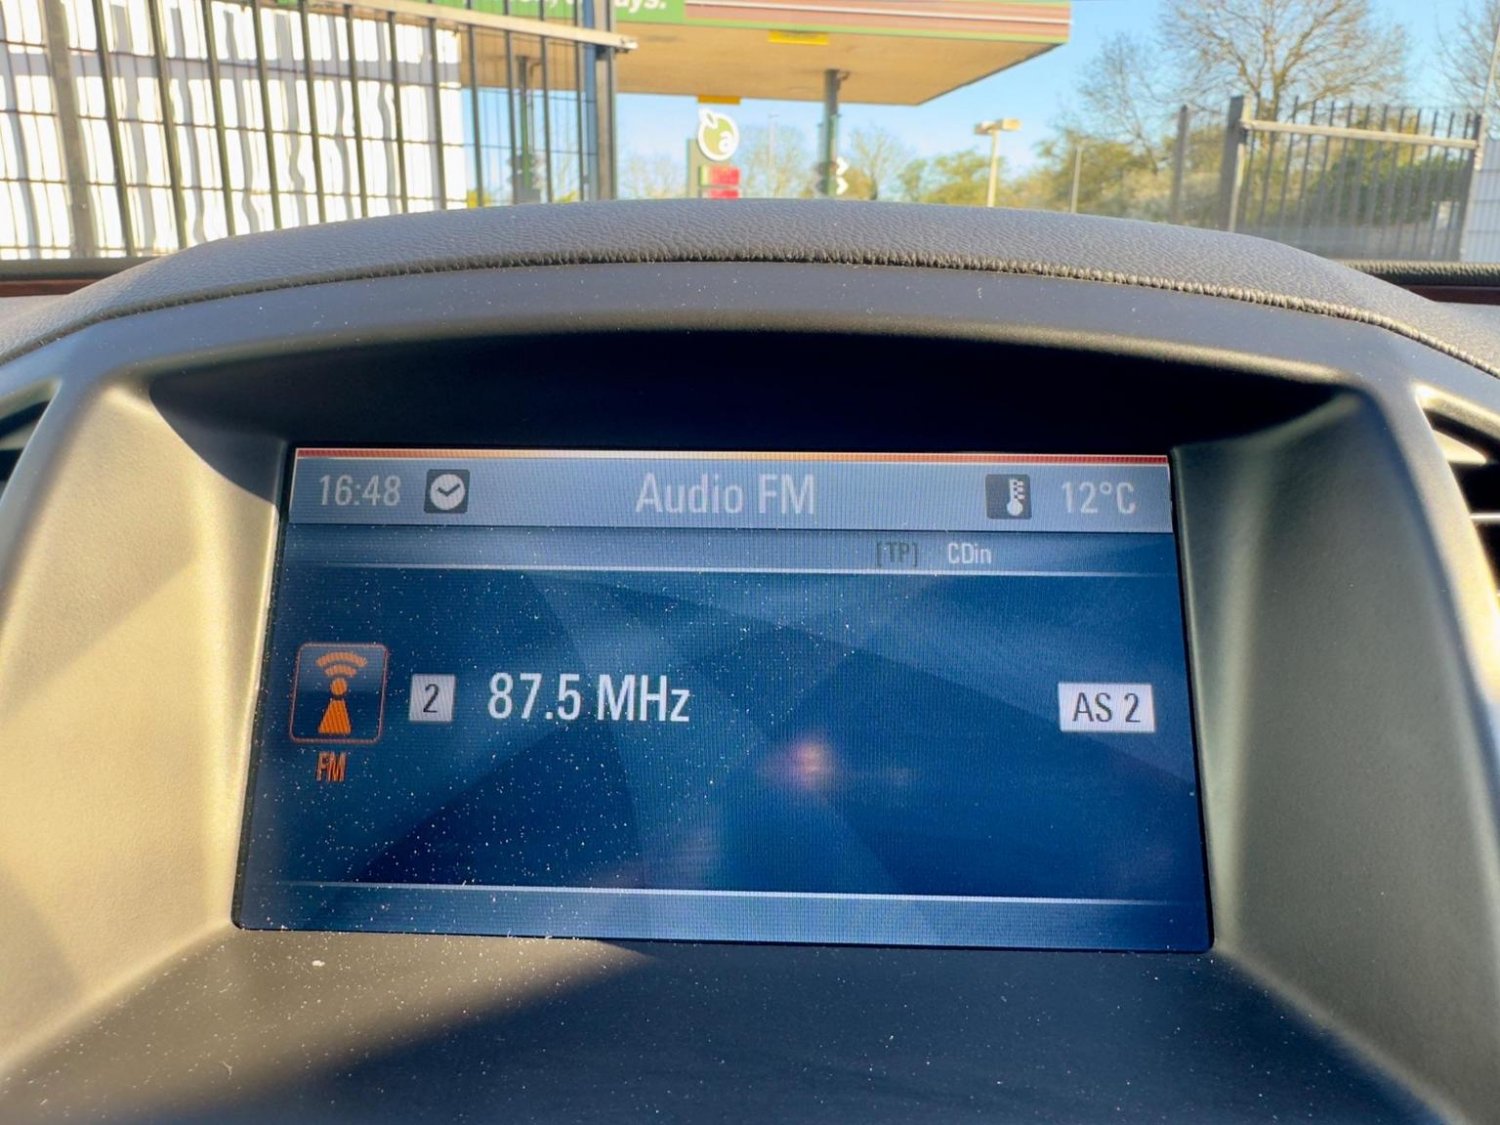 16:48 Audio FM 12°C
[TP] CDin
2 87.5 MHz AS 2
FM